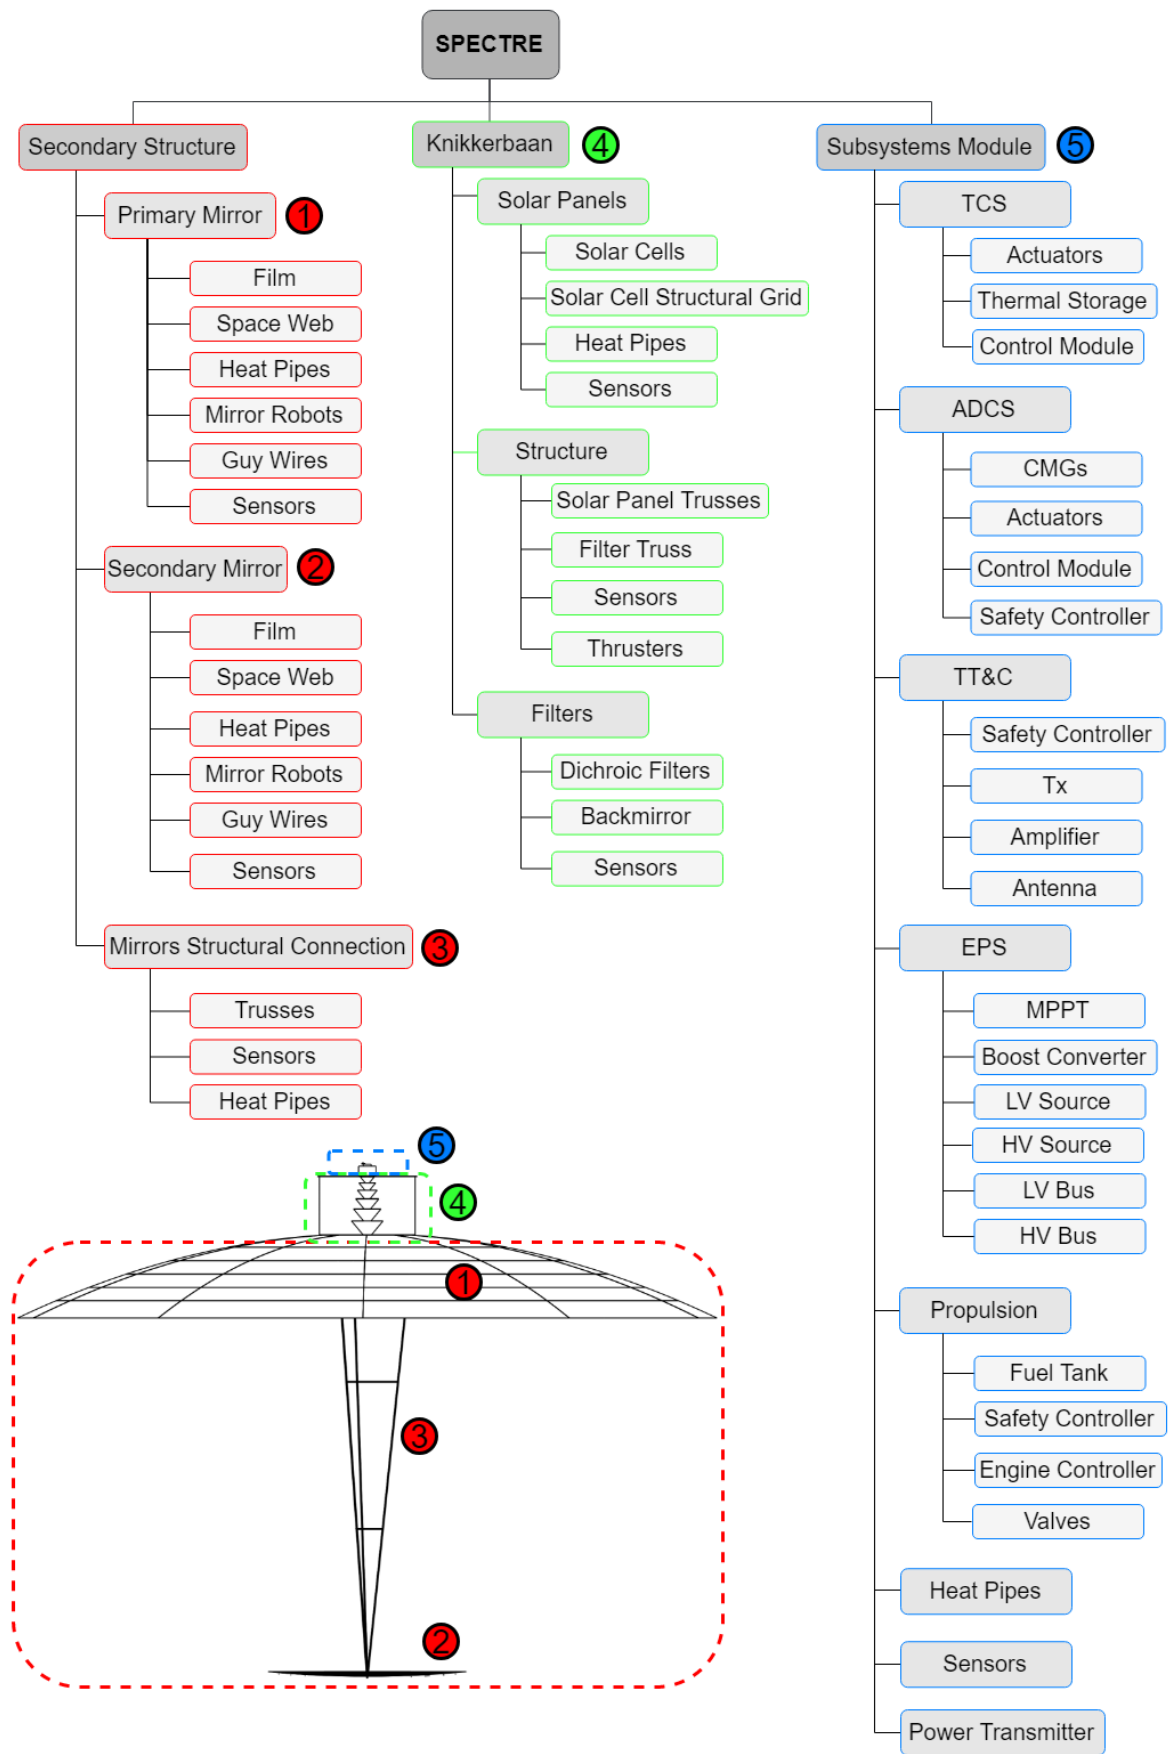 SPECTRE
Secondary Structure
Primary Mirror
1
Film
Space Web
Heat Pipes
Mirror Robots
Guy Wires
Sensors
Secondary Mirror
2
Film
Space Web
Heat Pipes
Mirror Robots
Guy Wires
Sensors
Mirrors Structural Connection
3
Trusses
Sensors
Heat Pipes
Knikkerbaan
4
Solar Panels
Solar Cells
Solar Cell Structural Grid
Heat Pipes
Sensors
Structure
Solar Panel Trusses
Filter Truss
Sensors
Thrusters
Filters
Dichroic Filters
Backmirror
Sensors
Subsystems Module
5
TCS
Actuators
Thermal Storage
Control Module
ADCS
CMGs
Actuators
Control Module
Safety Controller
TT&C
Safety Controller
Tx
Amplifier
Antenna
EPS
MPPT
Boost Converter
LV Source
HV Source
LV Bus
HV Bus
Propulsion
Fuel Tank
Safety Controller
Engine Controller
Valves
Heat Pipes
Sensors
Power Transmitter
5
4
1
3
2